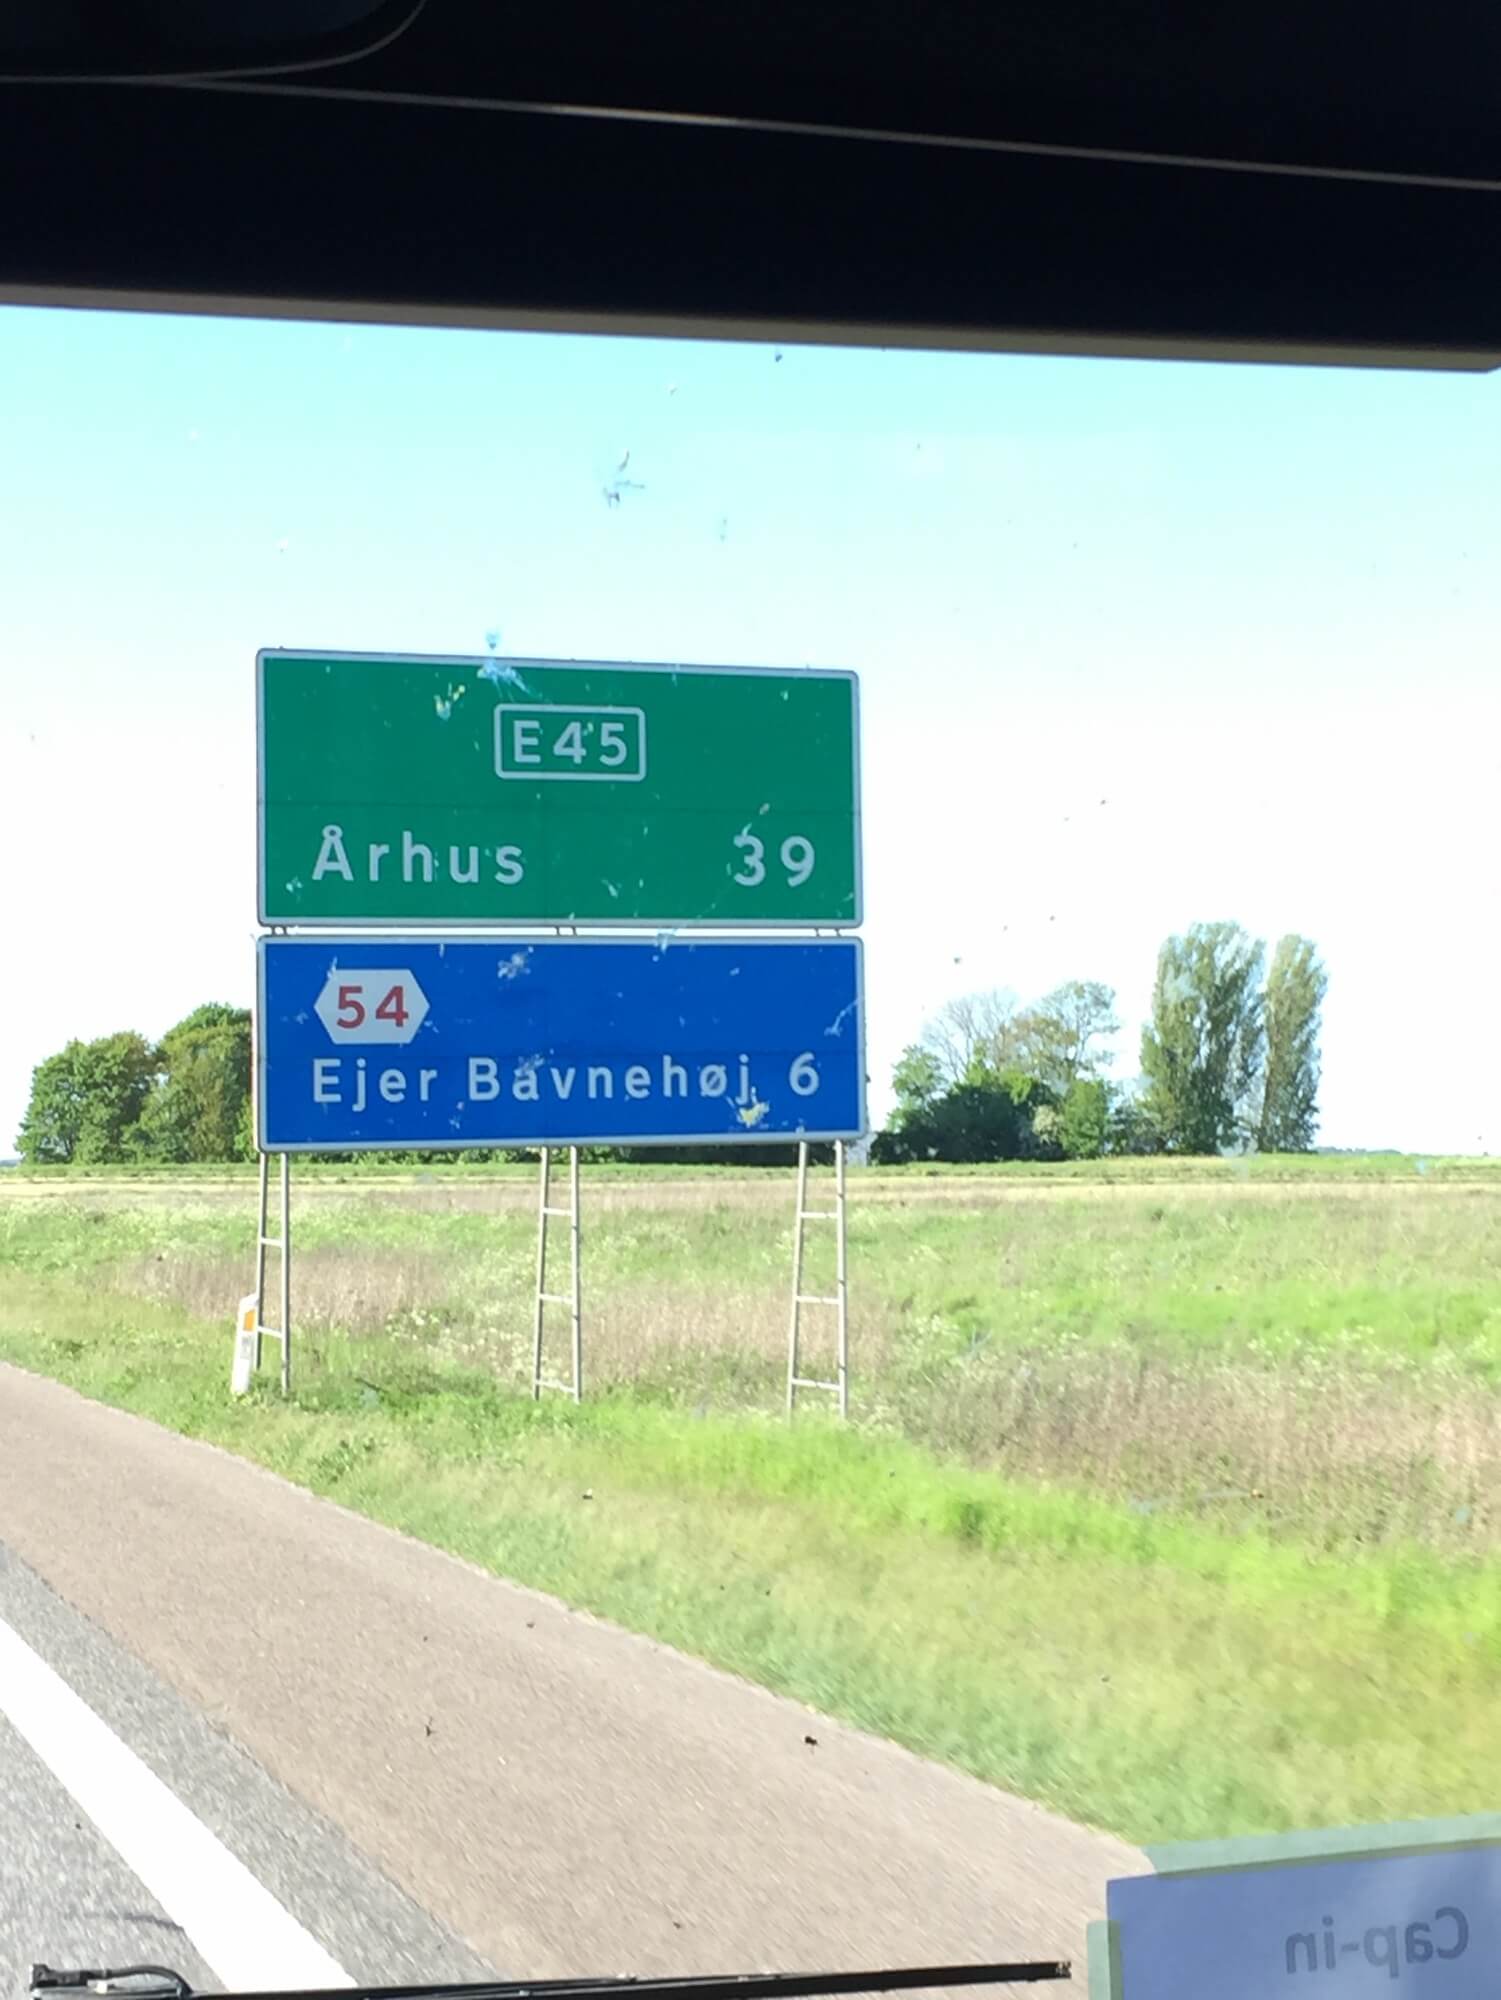 E45
Århus 39
54
Ejer Bavnehøj 6
Cap-in